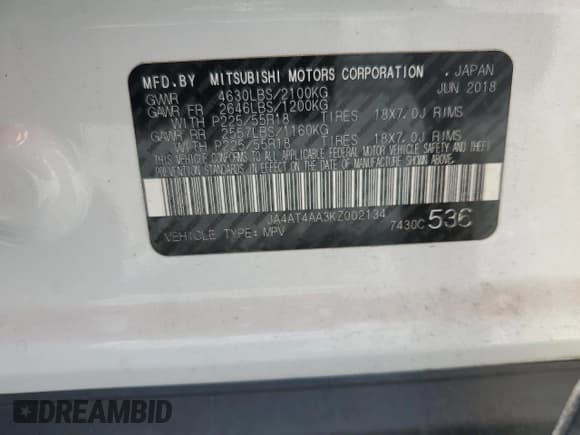 MFD.BY MITSUBISHI MOTORS CORPORATION , JAPAN
GVWR 4630LBS/2100KG JUN 2018
GAWR FR 2646LBS/1200KG
WITH P225/55R18 TIRES 18X7.0J RIMS
GAWR RR 2557LBS/1160KG
WITH P225/55R18 TIRES 18X7.0J RIMS
THIS VEHICLE CONFORMS TO ALL APPLICABLE FEDERAL MOTOR VEHICLE SAFETY AND THEFT
PREVENTION STANDARDS IN EFFECT ON THE DATE OF MANUFACTURE SHOWN ABOVE.
JA4AT4AA3KZ002134
VEHICLE TYPE: MPV 7430C 536
DREAMBID